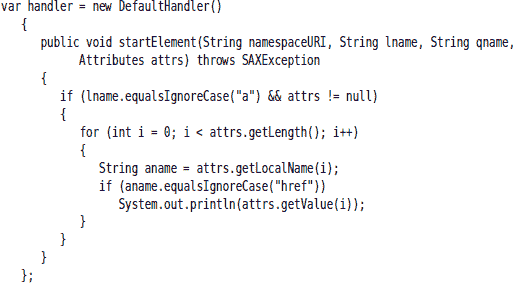 var handler = new DefaultHandler()
{
public void startElement(String namespaceURI, String lname, String qname,
Attributes attrs) throws SAXException
{
if (lname.equalsIgnoreCase("a") && attrs != null)
{
for (int i = 0; i < attrs.getLength(); i++)
{
String aname = attrs.getLocalName(i);
if (aname.equalsIgnoreCase("href"))
System.out.println(attrs.getValue(i));
}
}
}
};